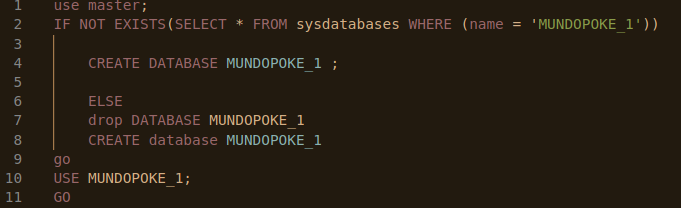 1 use master;
2 IF NOT EXISTS(SELECT * FROM sysdatabases WHERE (name = 'MUNDOPOKE_1'))
3
4 CREATE DATABASE MUNDOPOKE_1 ;
5
6 ELSE
7 drop DATABASE MUNDOPOKE_1
8 CREATE database MUNDOPOKE_1
9 go
10 USE MUNDOPOKE_1;
11 GO